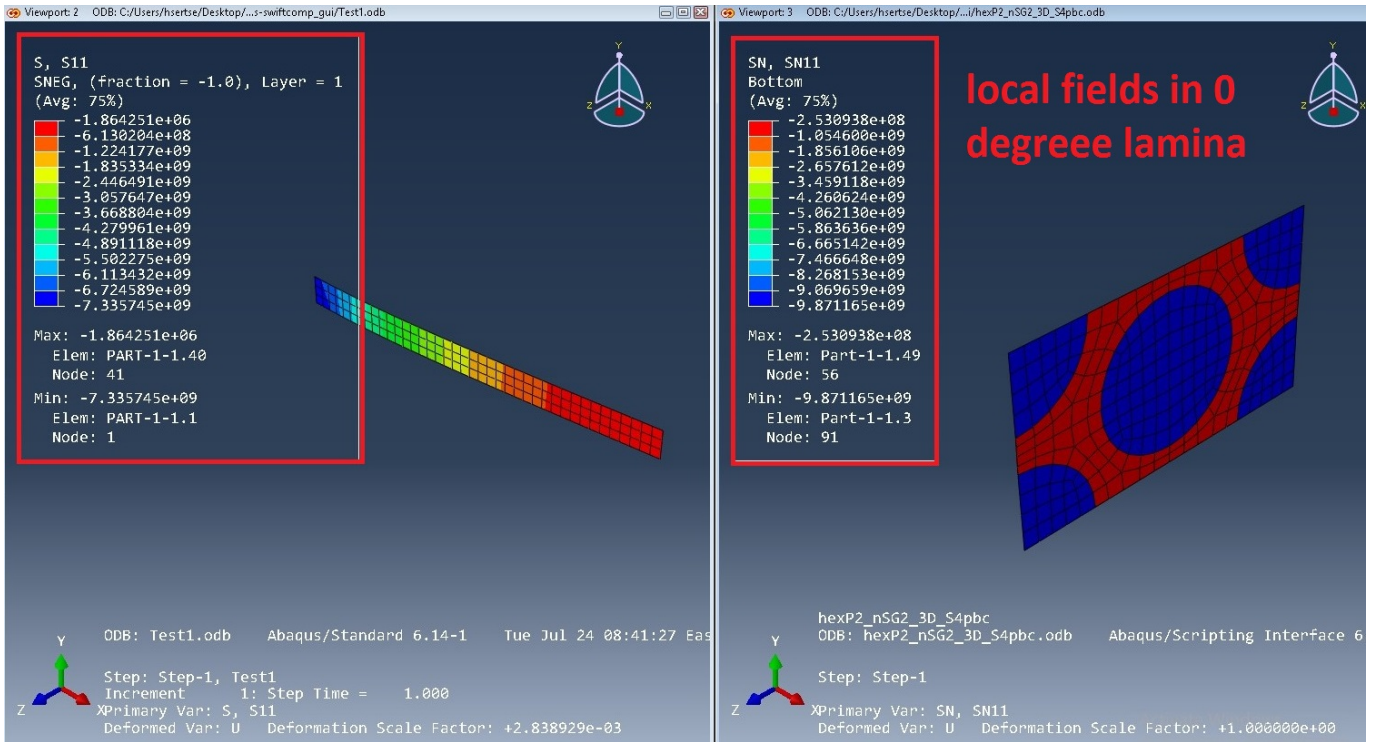 Viewport: 2 ODB: C:/Users/hsertse/Desktop/...s-swiftcomp_gui/Test1.odb
S, S11
SNEG, (fraction = -1.0), Layer = 1
(Avg: 75%)
-1.864251e+06
-6.130204e+08
-1.224177e+09
-1.835334e+09
-2.446491e+09
-3.057647e+09
-3.668804e+09
-4.279961e+09
-4.891118e+09
-5.502275e+09
-6.113432e+09
-6.724589e+09
-7.335745e+09
Max: -1.864251e+06
Elem: PART-1-1.40
Node: 41
Min: -7.335745e+09
Elem: PART-1-1.1
Node: 1
Y
Z
X
Y
Z
X
ODB: Test1.odb Abaqus/Standard 6.14-1 Tue Jul 24 08:41:27 Eas
Step: Step-1, Test1
Increment 1: Step Time = 1.000
Primary Var: S, S11
Deformed Var: U Deformation Scale Factor: +2.838929e-03
Viewport: 3 ODB: C:/Users/hsertse/Desktop/...i/hexP2_nSG2_3D_S4pbc.odb
SN, SN11
Bottom
(Avg: 75%)
-2.530938e+08
-1.054600e+09
-1.856106e+09
-2.657612e+09
-3.459118e+09
-4.260624e+09
-5.062130e+09
-5.863636e+09
-6.665142e+09
-7.466648e+09
-8.268153e+09
-9.069659e+09
-9.871165e+09
Max: -2.530938e+08
Elem: Part-1-1.49
Node: 56
Min: -9.871165e+09
Elem: Part-1-1.3
Node: 91
local fields in 0
degreee lamina
Y
Z
X
Y
Z
X
hexP2_nSG2_3D_S4pbc
ODB: hexP2_nSG2_3D_S4pbc.odb Abaqus/Scripting Interface 6
Step: Step-1
Primary Var: SN, SN11
Deformed Var: U Deformation Scale Factor: +1.000000e+00